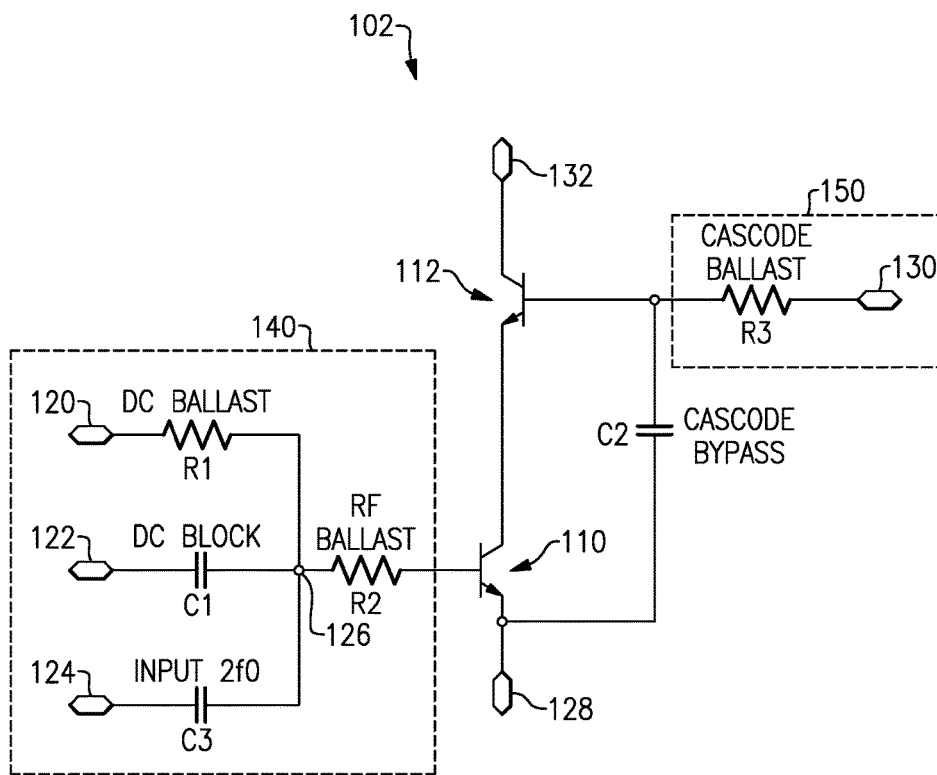 102
132
150
CASCODE
BALLAST
130
R3
112
140
120
DC BALLAST
R1
C2
CASCODE
BYPASS
RF
BALLAST
122
DC BLOCK
110
C1
R2
126
124
INPUT 2f0
C3
128